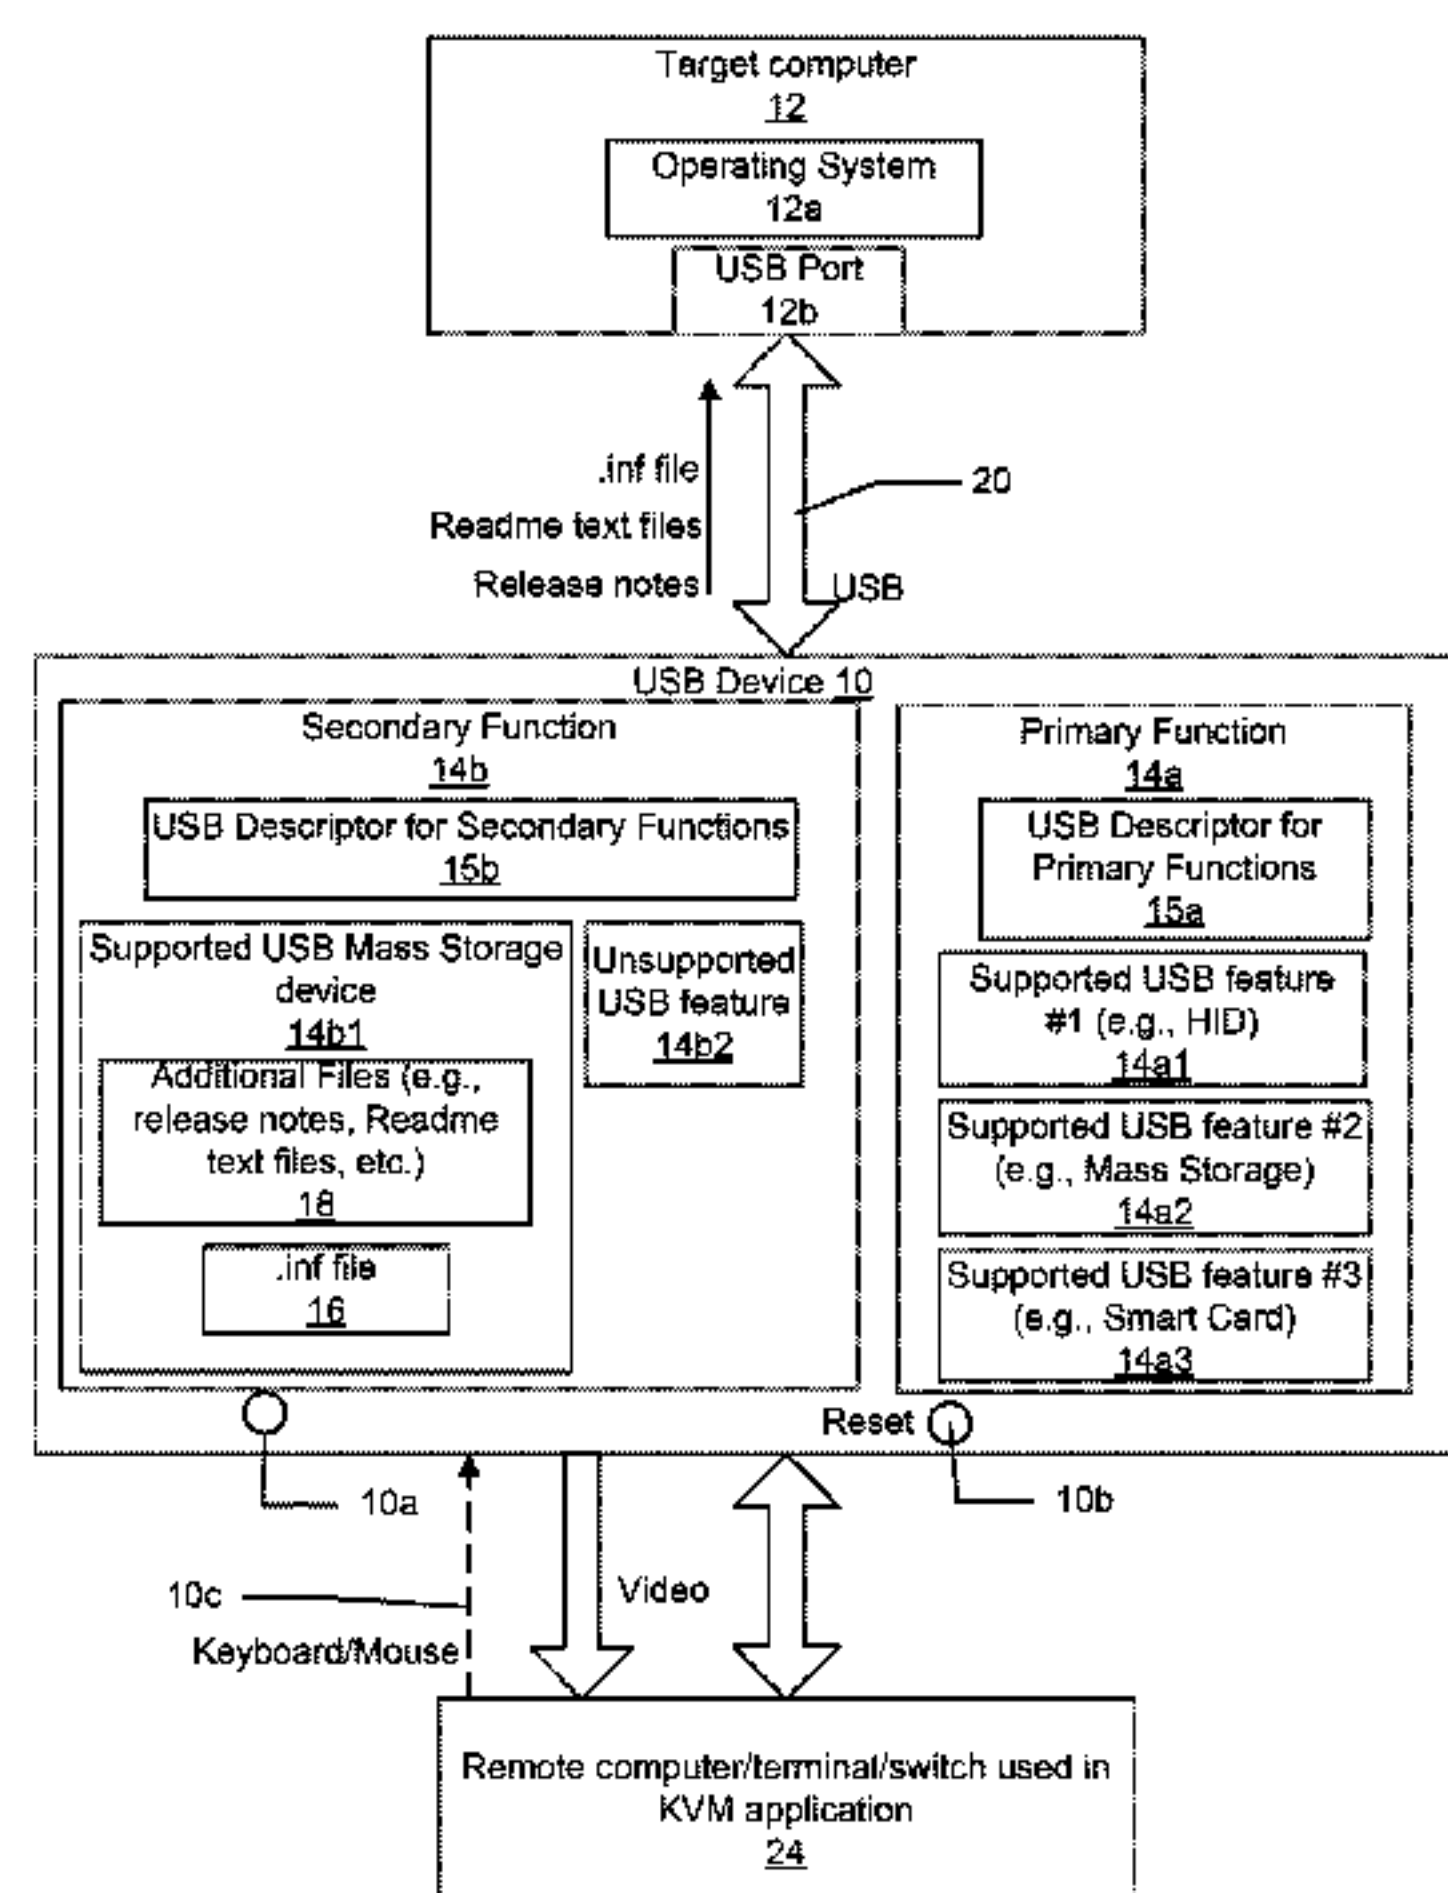 Target computer
12
Operating System
12a
USB Port
12b
.inf file
Readme text files
Release notes
20
USB
USB Device 10
Secondary Function
14b
USB Descriptor for Secondary Functions
15b
Supported USB Mass Storage
device
14b1
Additional Files (e.g.,
release notes, Readme
text files, etc.)
18
.inf file
16
Unsupported
USB feature
14b2
Primary Function
14a
USB Descriptor for
Primary Functions
15a
Supported USB feature
#1 (e.g., HID)
14a1
Supported USB feature #2
(e.g., Mass Storage)
14a2
Supported USB feature #3
(e.g., Smart Card)
14a3
Reset
10a
10b
10c
Keyboard/Mouse
Video
Remote computer/terminal/switch used in
KVM application
24